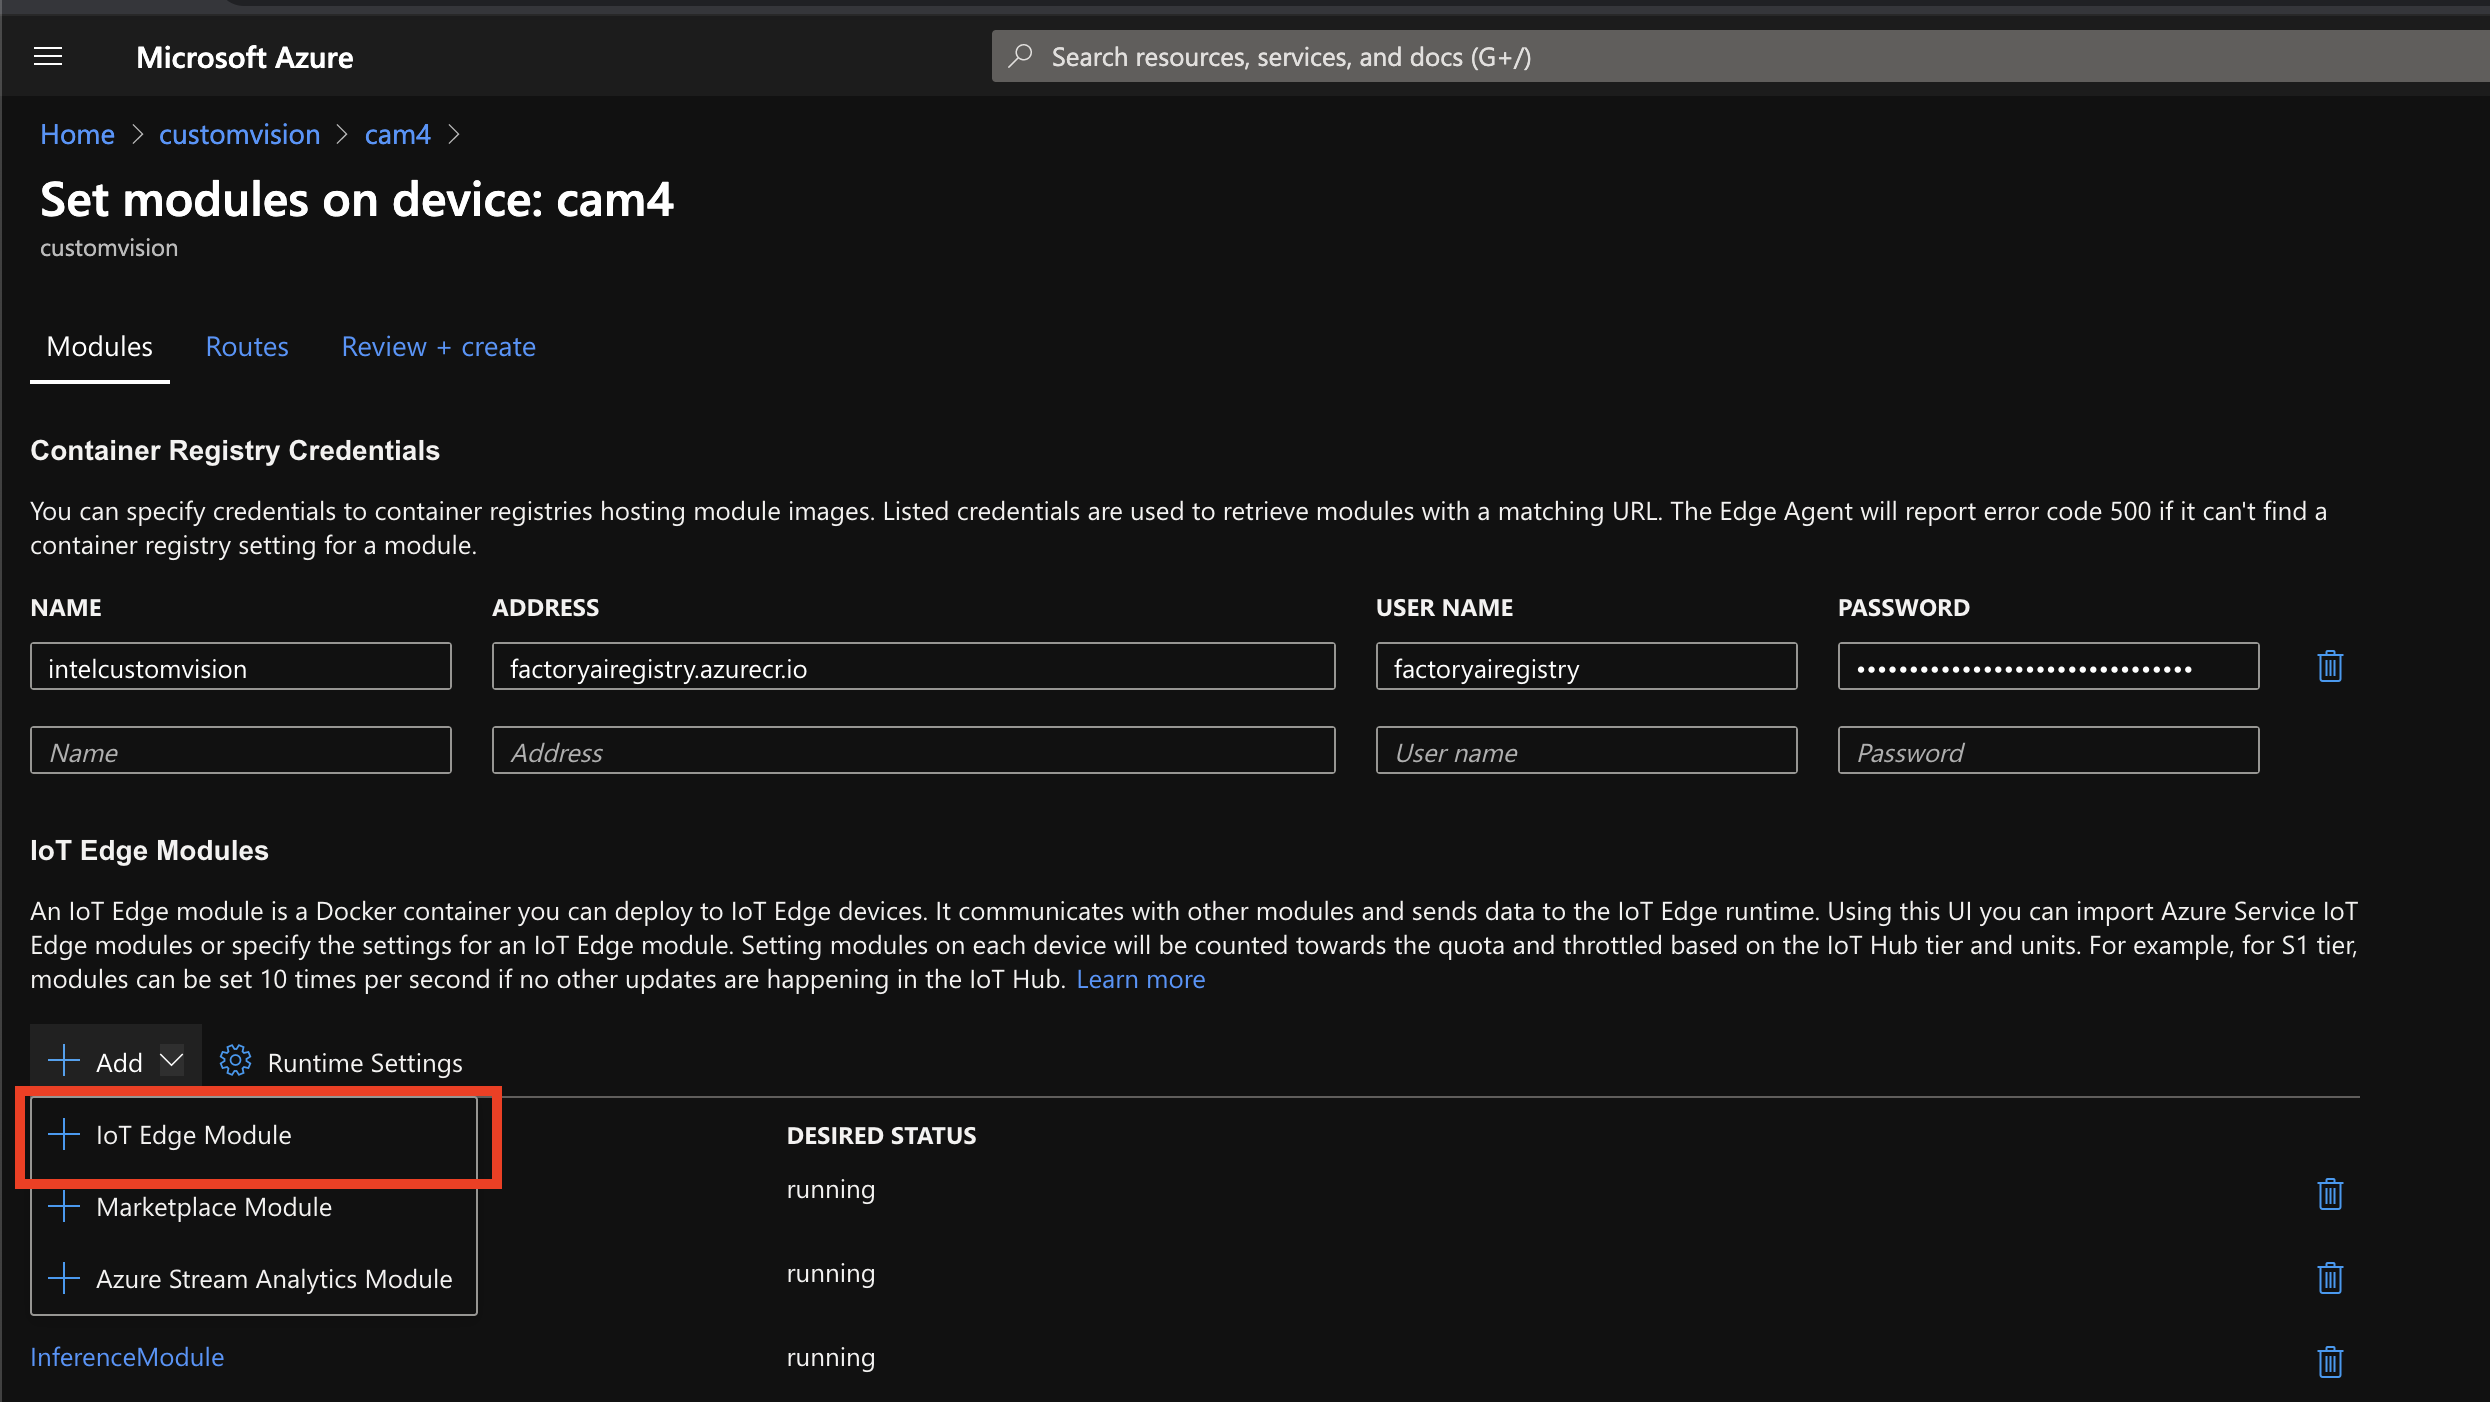 Microsoft Azure
Search resources, services, and docs (G+/)
Home > customvision > cam4 >
Set modules on device: cam4
customvision
Modules Routes Review + create
Container Registry Credentials
You can specify credentials to container registries hosting module images. Listed credentials are used to retrieve modules with a matching URL. The Edge Agent will report error code 500 if it can't find a
container registry setting for a module.
NAME ADDRESS USER NAME PASSWORD
intelcustomvision factoryairegistry.azurecr.io factoryairegistry ••••••••••••••••••••••••••••••••
Name Address User name Password
IoT Edge Modules
An IoT Edge module is a Docker container you can deploy to IoT Edge devices. It communicates with other modules and sends data to the IoT Edge runtime. Using this UI you can import Azure Service IoT
Edge modules or specify the settings for an IoT Edge module. Setting modules on each device will be counted towards the quota and throttled based on the IoT Hub tier and units. For example, for S1 tier,
modules can be set 10 times per second if no other updates are happening in the IoT Hub. Learn more
Add Runtime Settings
IoT Edge Module DESIRED STATUS
running
Marketplace Module
Azure Stream Analytics Module running
InferenceModule running